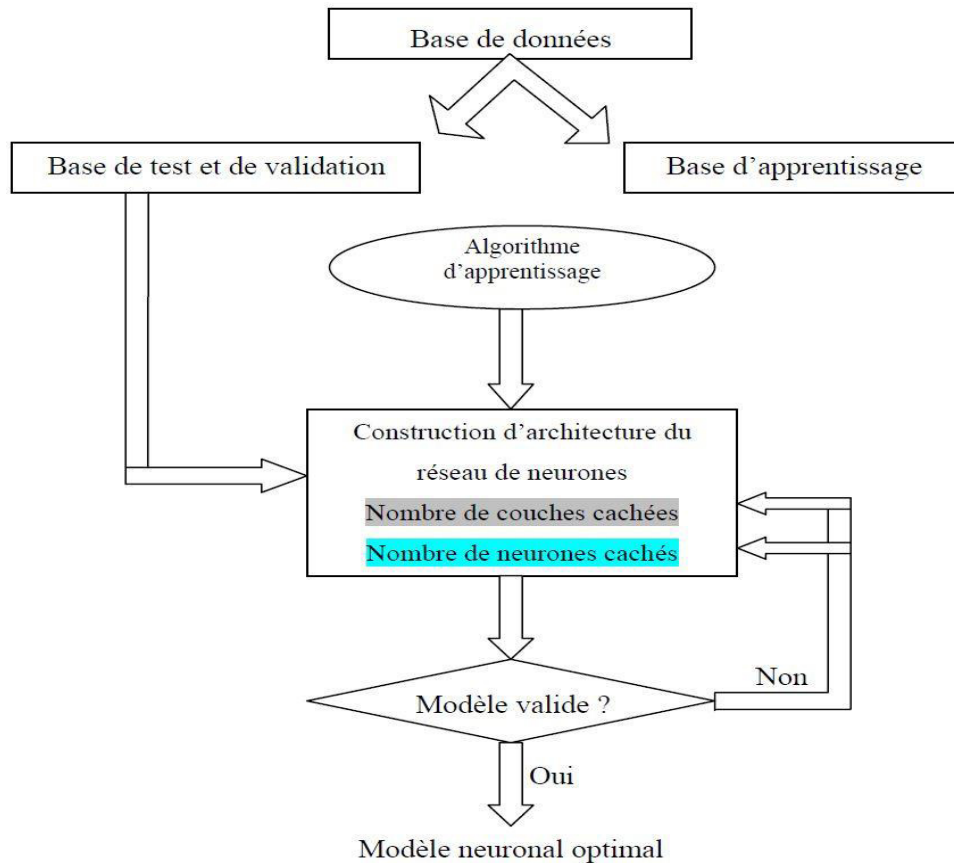 Base de données
Base de test et de validation
Base d'apprentissage
Algorithme
d'apprentissage
Construction d'architecture du
réseau de neurones
Nombre de couches cachées
Nombre de neurones cachés
Modèle valide ?
Non
Oui
Modèle neuronal optimal